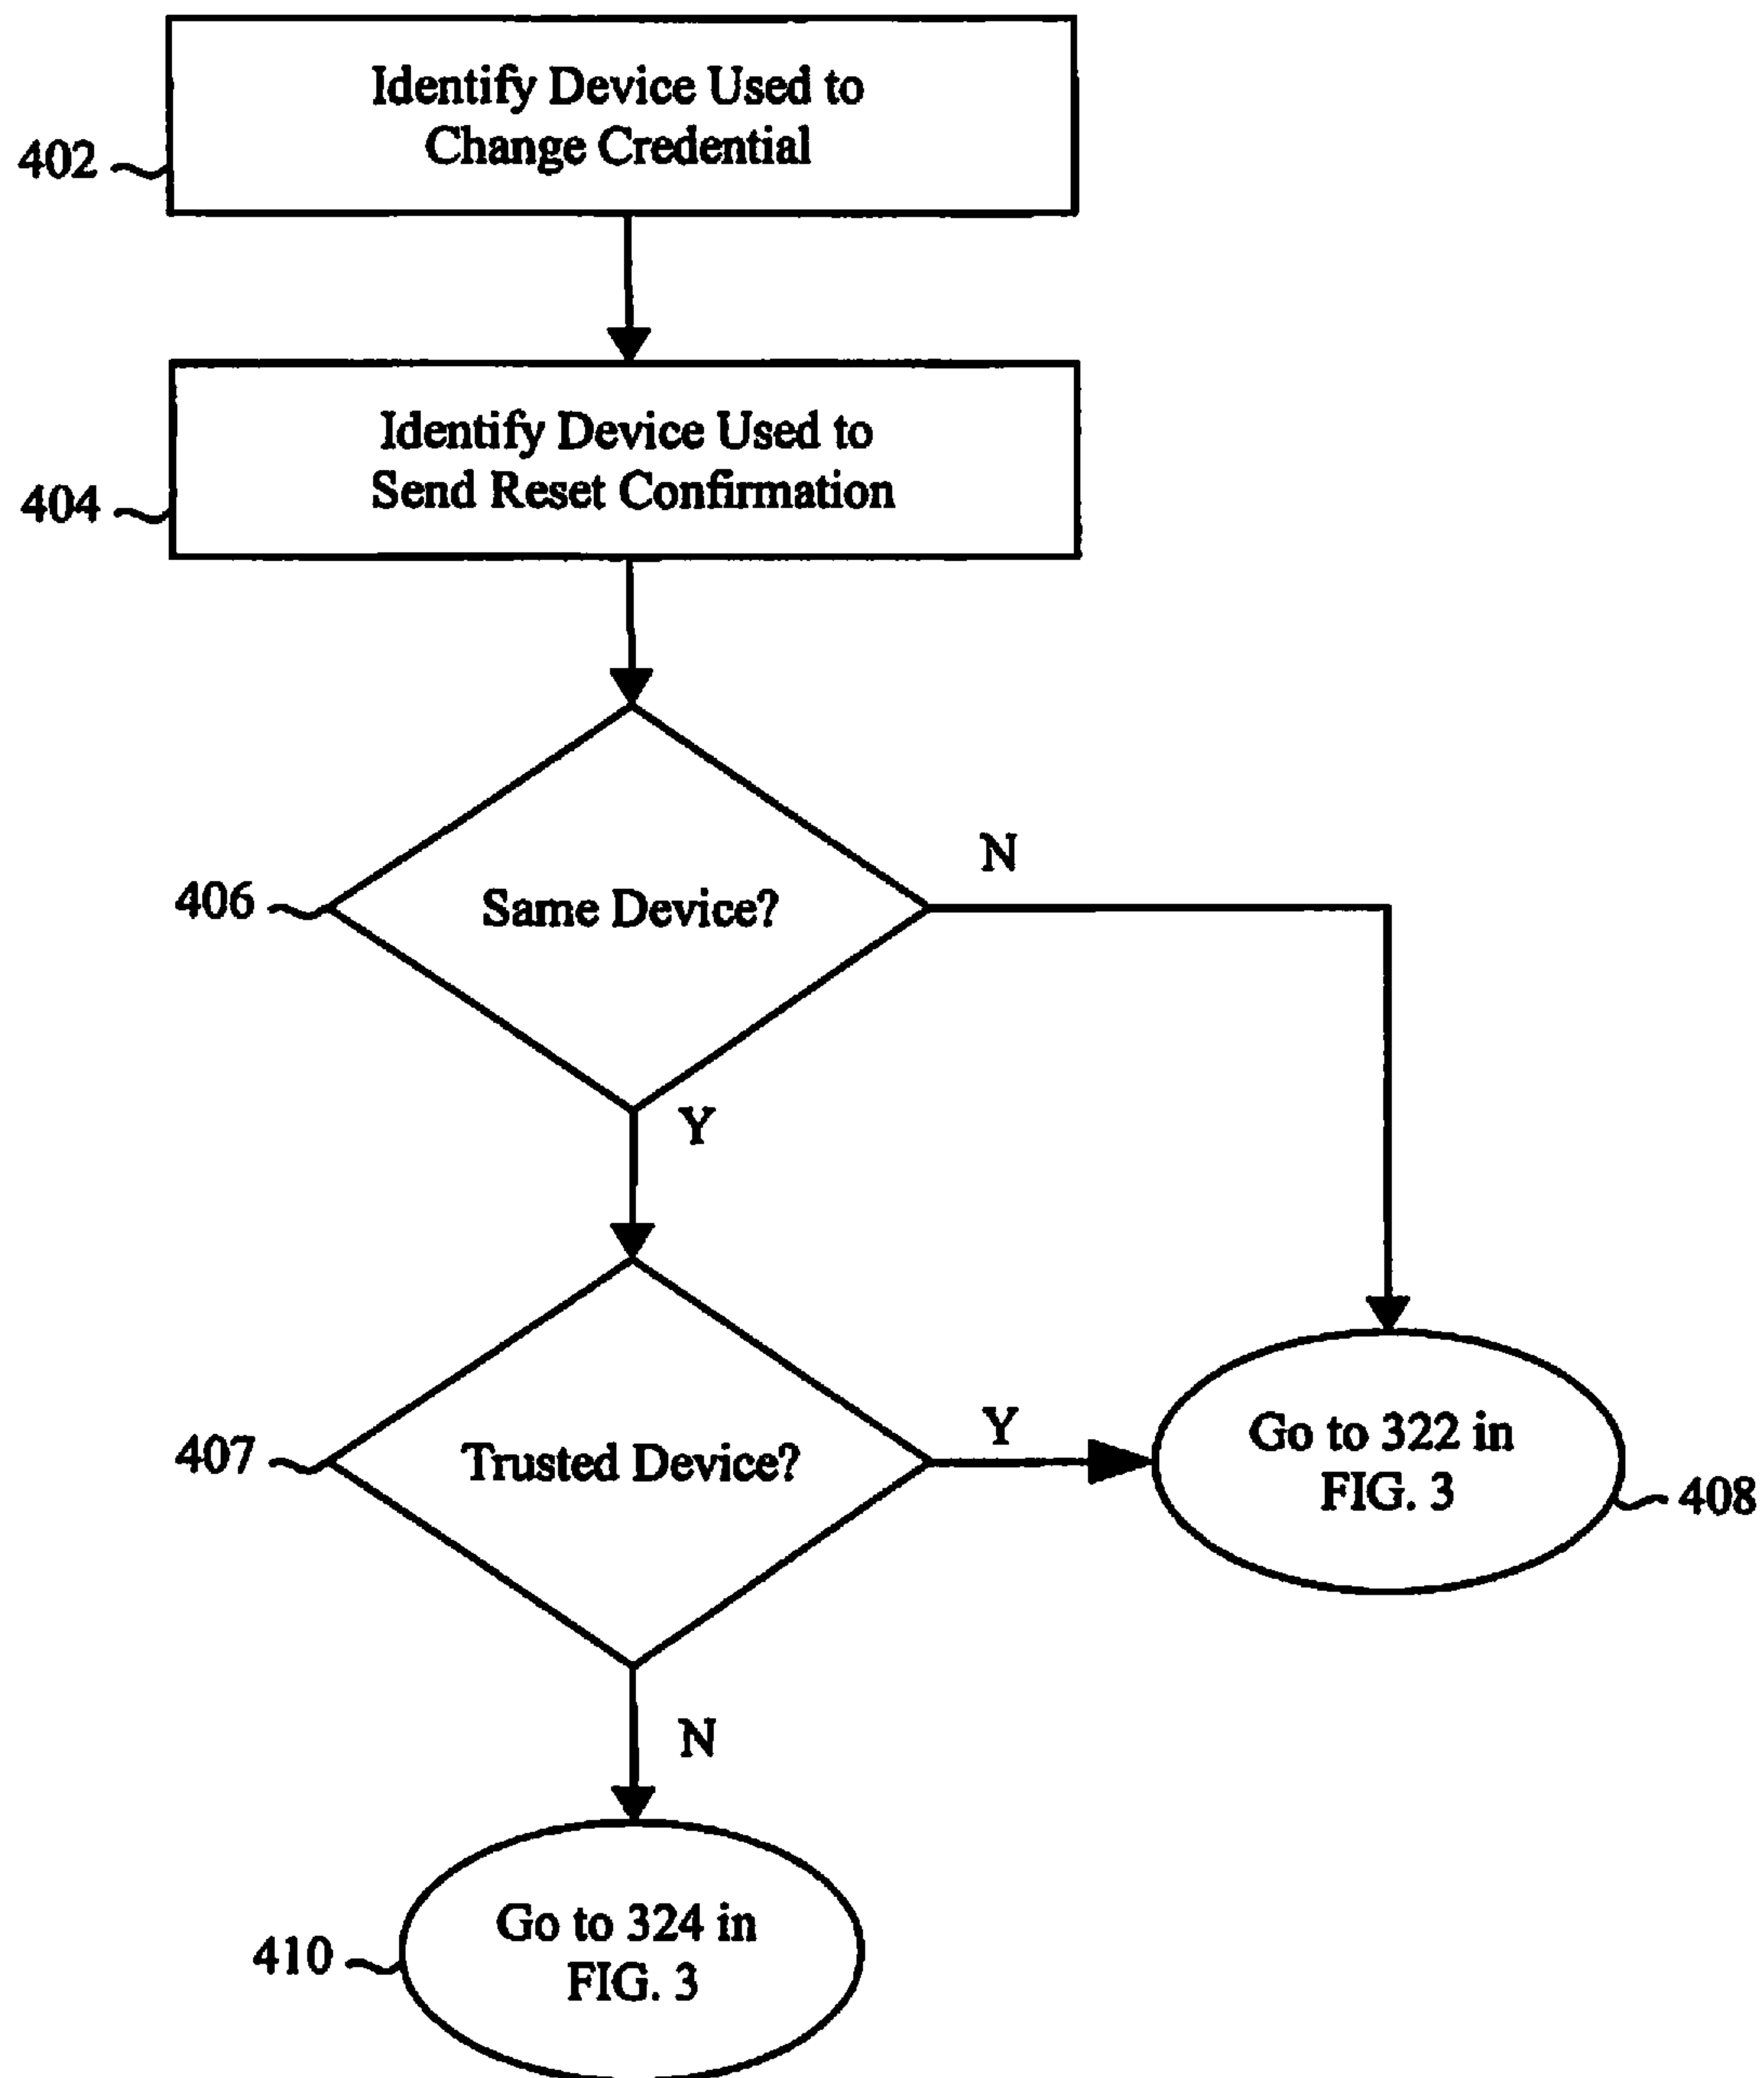 Identify Device Used to
Change Credential
402
Identify Device Used to
Send Reset Confirmation
404
N
406
Same Device?
Y
407
Trusted Device?
Y
Go to 322 in
FIG. 3
408
N
Go to 324 in
FIG. 3
410